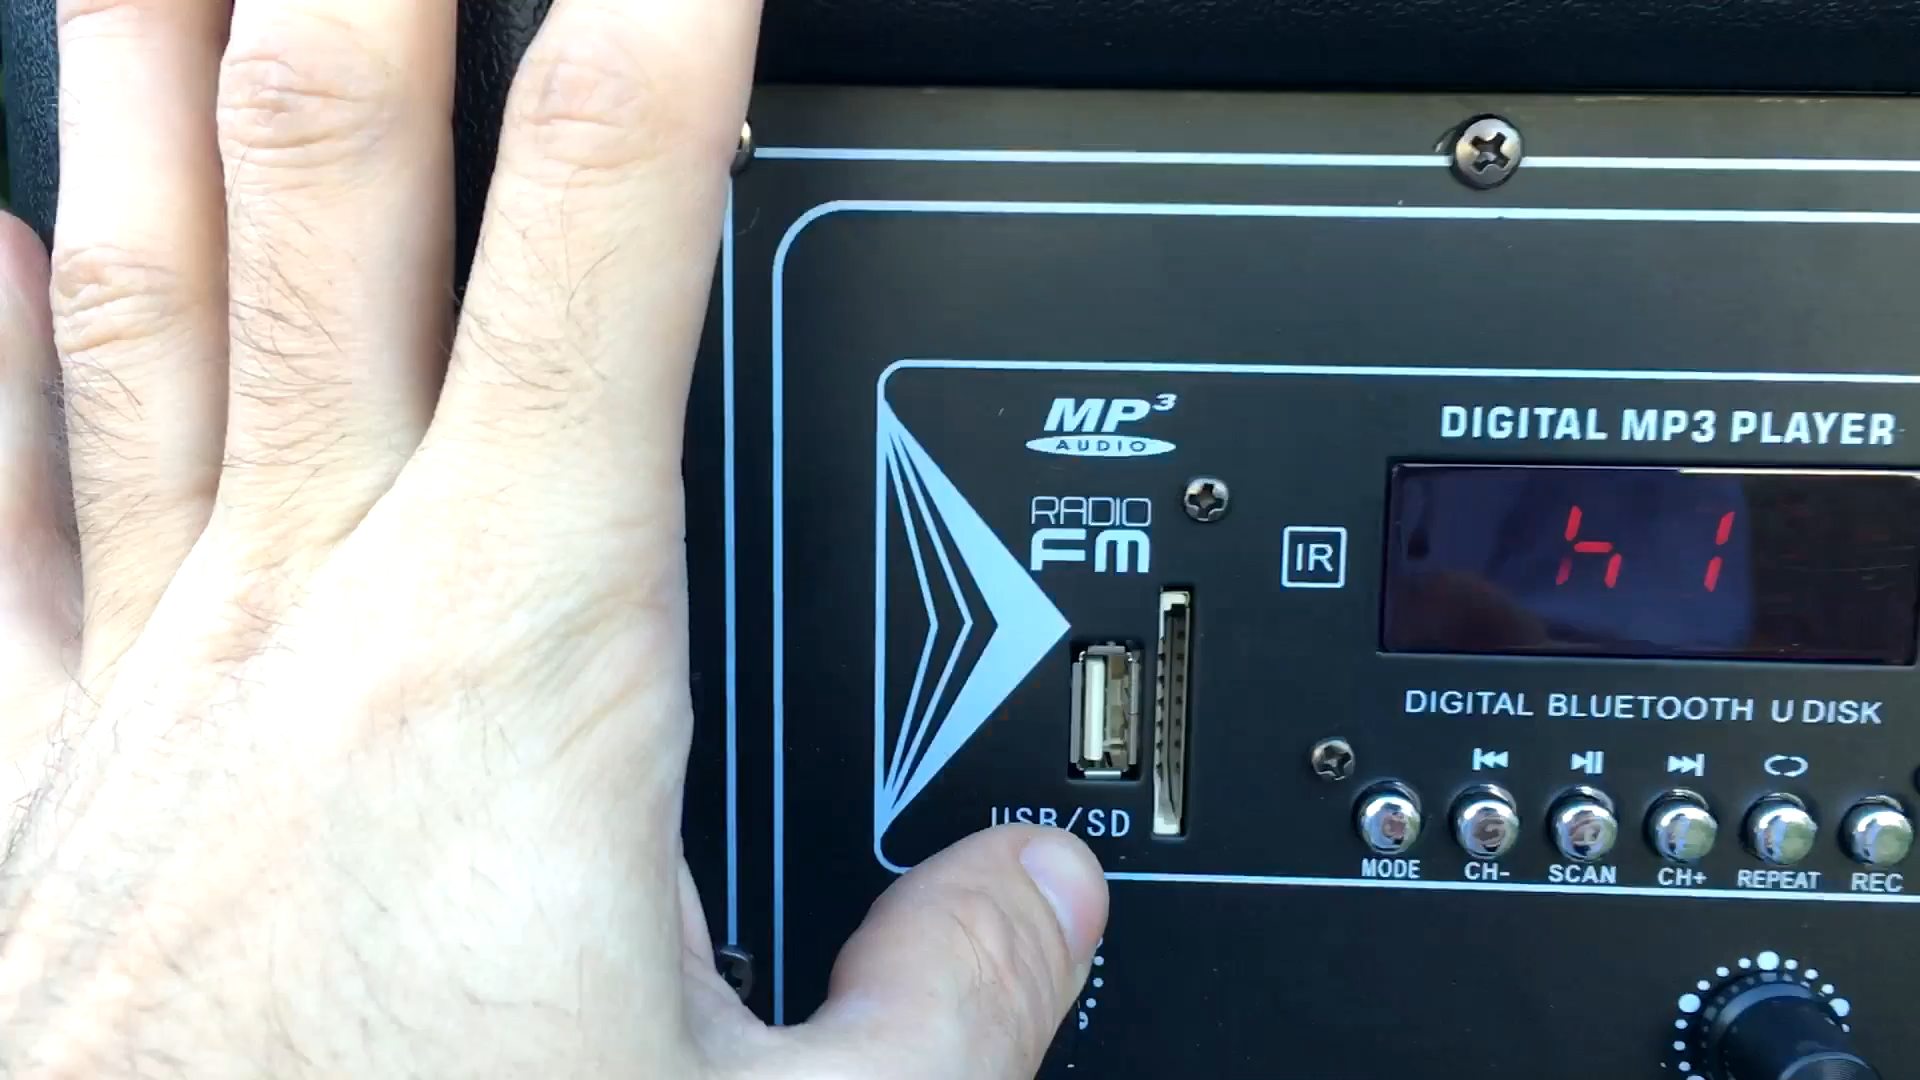 MP3
AUDIO
RADIO
FM
DIGITAL MP3 PLAYER
IR
h 1
DIGITAL BLUETOOTH U DISK
USB/SD
MODE CH- SCAN CH+ REPEAT REC